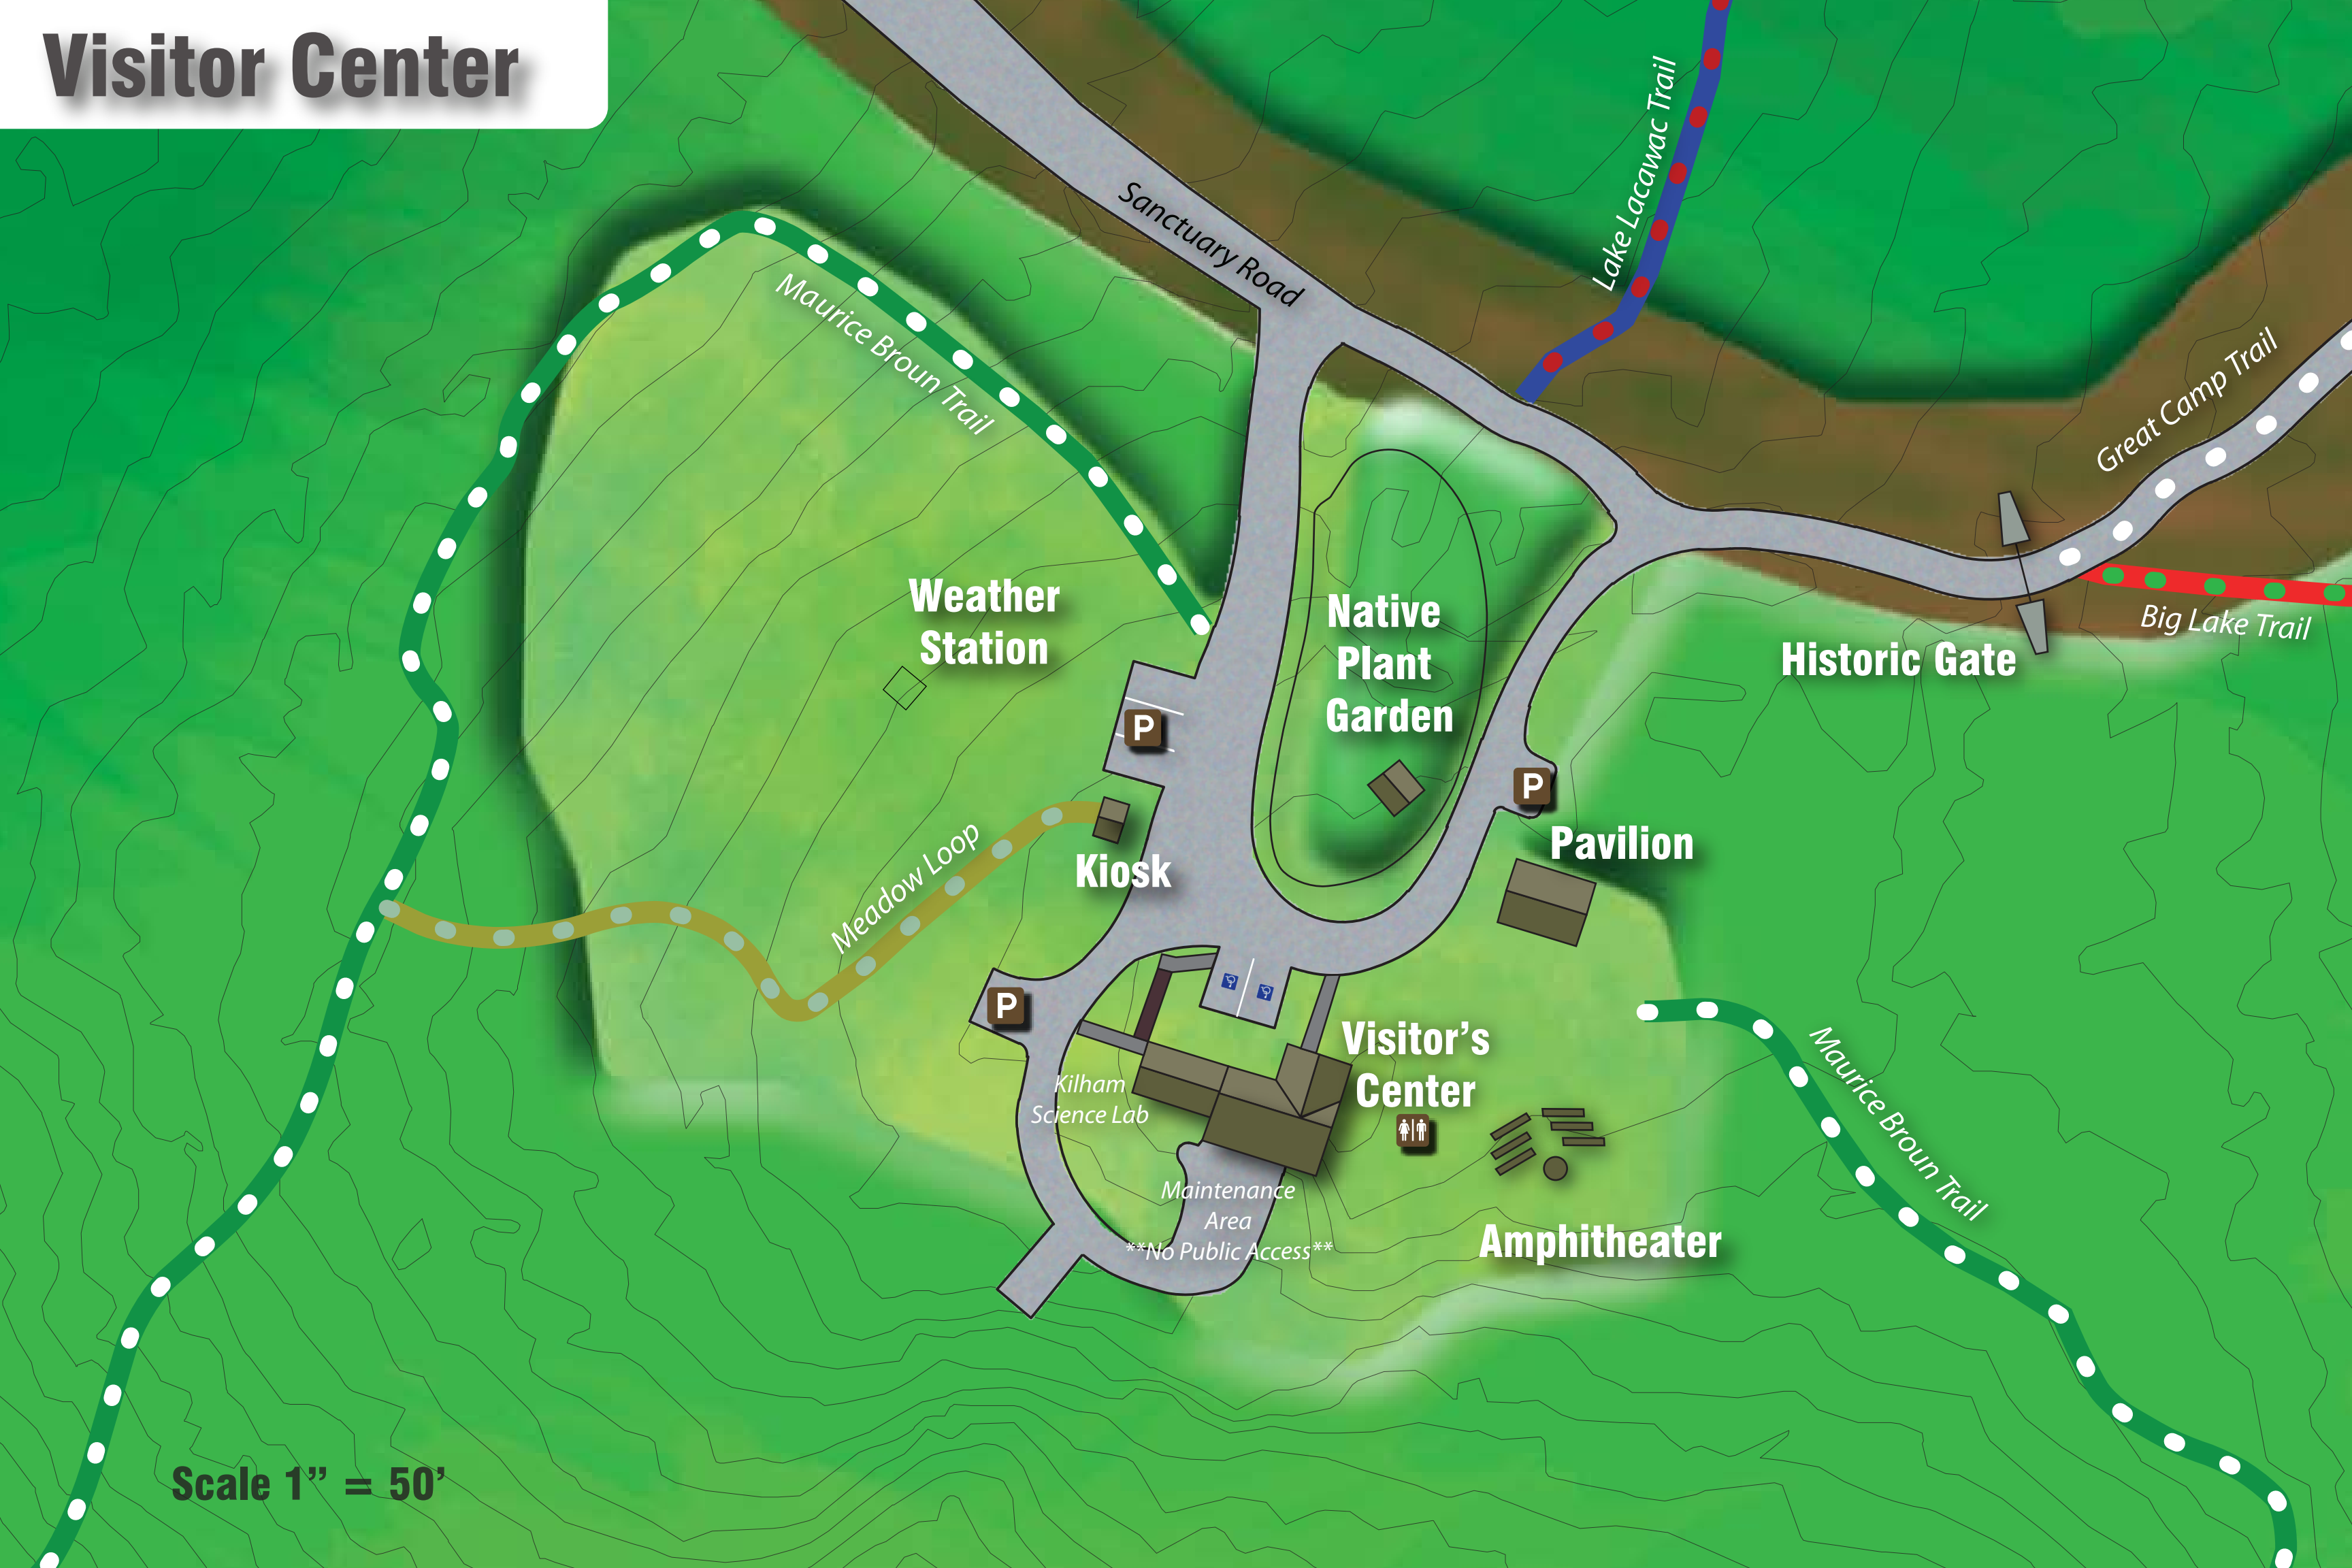 Visitor Center
Sanctuary Road
Lake Lacawac Trail
Maurice Broun Trail
Great Camp Trail
Big Lake Trail
Historic Gate
Weather
Station
Native
Plant
Garden
P
P
Pavilion
Kiosk
Meadow Loop
P
Visitor’s
Center
Kilham
Science Lab
Maurice Broun Trail
Maintenance
Area
**No Public Access**
Amphitheater
Scale 1” = 50’